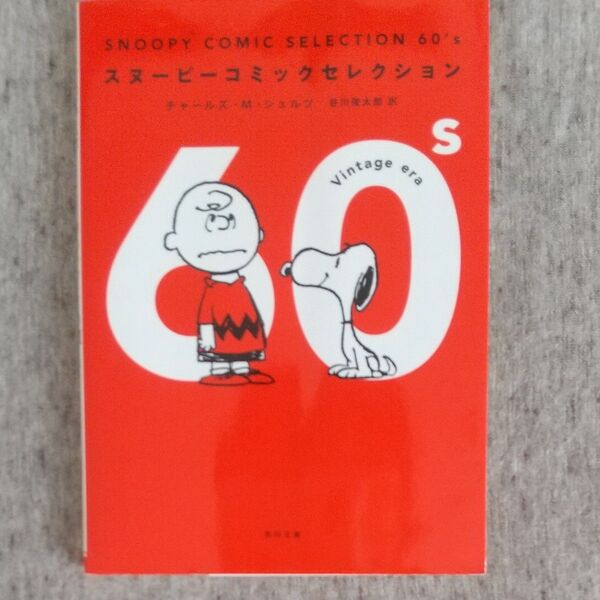 SNOOPY COMIC SELECTION 60's
スヌーピーコミックセレクション
チャールズ・M・シュルツ 谷川俊太郎 訳
60s
Vintage era
角川文庫